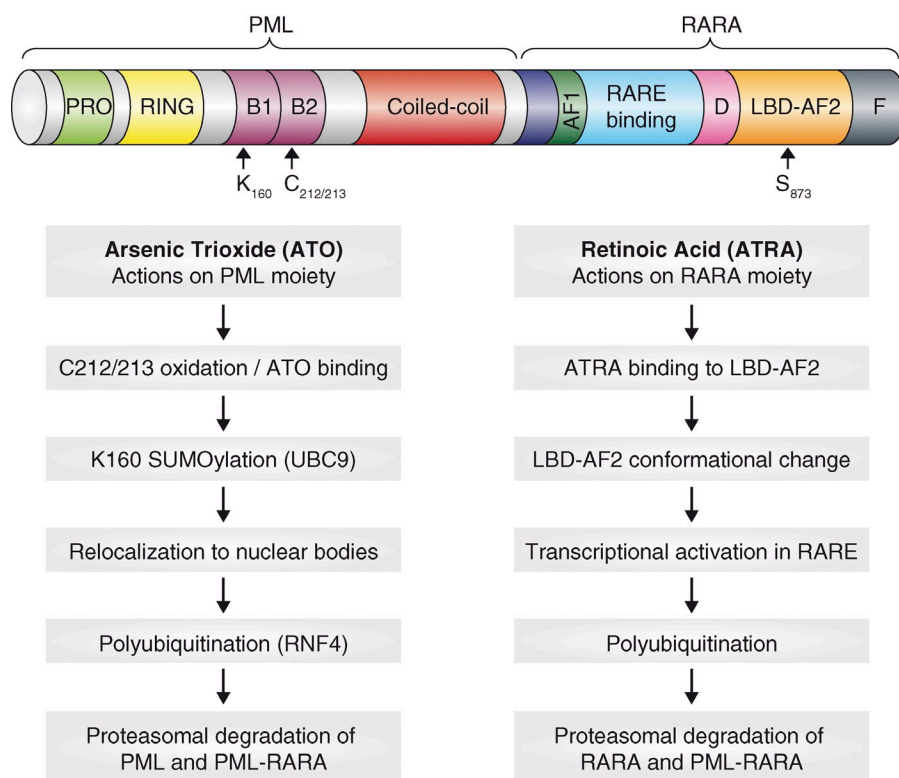 PML RARA
PRO RING B1 B2 Coiled-coil AF1 RARE binding D LBD-AF2 F
K160 C212/213 S873
Arsenic Trioxide (ATO)
Actions on PML moiety
C212/213 oxidation / ATO binding
K160 SUMOylation (UBC9)
Relocalization to nuclear bodies
Polyubiquitination (RNF4)
Proteasomal degradation of
PML and PML-RARA
Retinoic Acid (ATRA)
Actions on RARA moiety
ATRA binding to LBD-AF2
LBD-AF2 conformational change
Transcriptional activation in RARE
Polyubiquitination
Proteasomal degradation of
RARA and PML-RARA